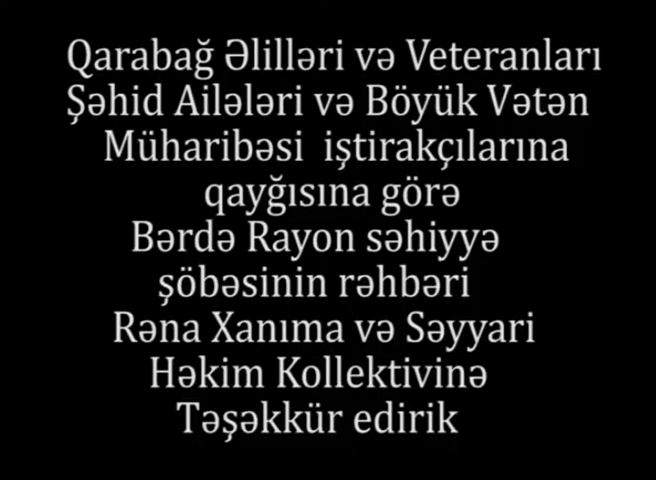 Qarabağ Əlilləri və Veteranları
Şəhid Ailələri və Böyük Vətən
Müharibəsi iştirakçılarına
qayğısına görə
Bərdə Rayon səhiyyə
şöbəsinin rəhbəri
Rəna Xanıma və Səyyari
Həkim Kollektivinə
Təşəkkür edirik